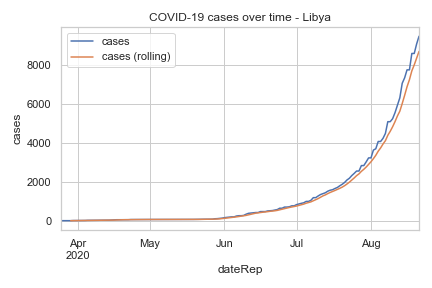 COVID-19 cases over time - Libya
cases
cases (rolling)
8000
6000
4000
2000
0
cases
Apr May Jun Jul Aug
2020
dateRep